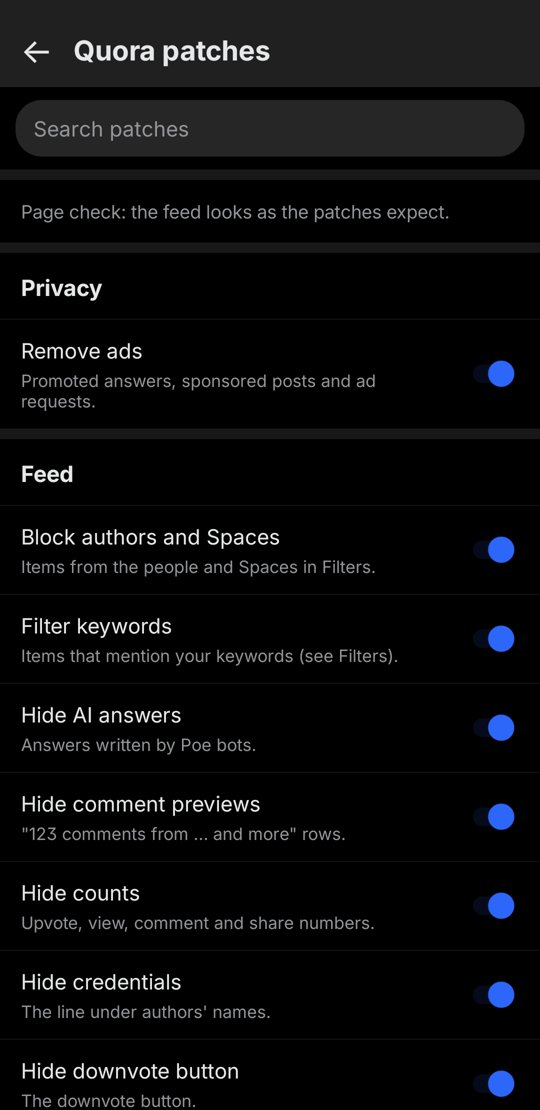 Quora patches
Search patches
Page check: the feed looks as the patches expect.
Privacy
Remove ads
Promoted answers, sponsored posts and ad
requests.
Feed
Block authors and Spaces
Items from the people and Spaces in Filters.
Filter keywords
Items that mention your keywords (see Filters).
Hide AI answers
Answers written by Poe bots.
Hide comment previews
"123 comments from ... and more" rows.
Hide counts
Upvote, view, comment and share numbers.
Hide credentials
The line under authors' names.
Hide downvote button
The downvote button.